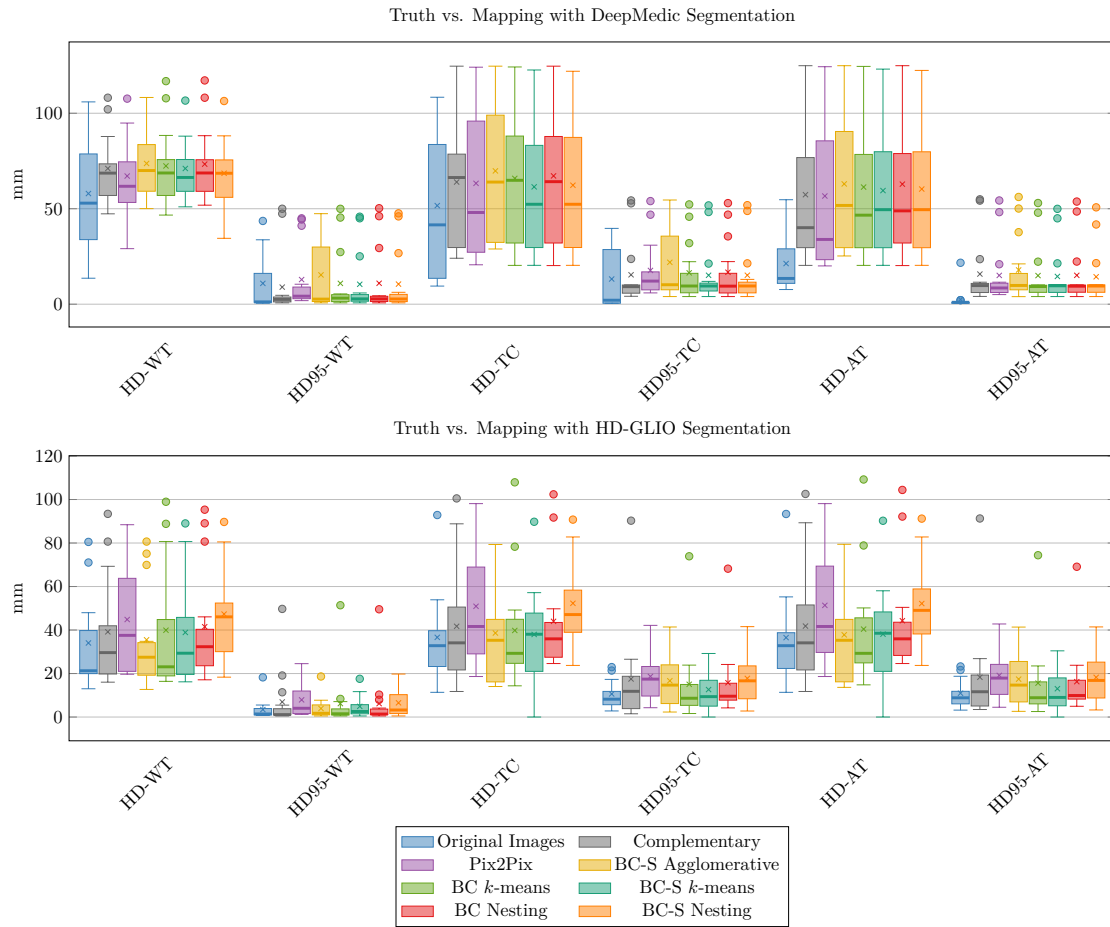 Truth vs. Mapping with DeepMedic Segmentation
100
50
0
mm
HD-WT
HD95-WT
HD-TC
HD95-TC
HD-AT
HD95-AT
Truth vs. Mapping with HD-GLIO Segmentation
120
100
80
60
40
20
0
mm
HD-WT
HD95-WT
HD-TC
HD95-TC
HD-AT
HD95-AT
Original Images Complementary
Pix2Pix BC-S Agglomerative
BC k-means BC-S k-means
BC Nesting BC-S Nesting